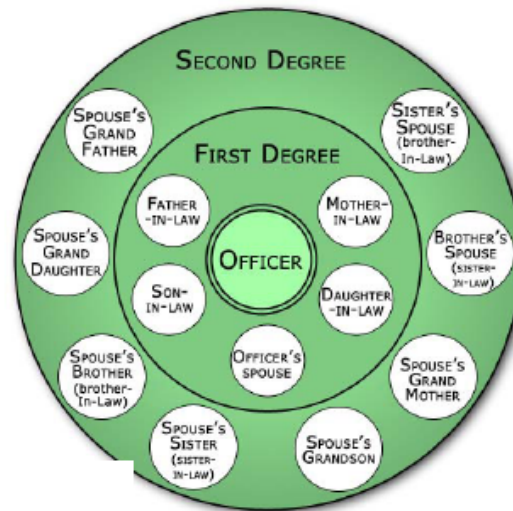 SECOND DEGREE
SPOUSE'S
GRAND
FATHER
SISTER'S
SPOUSE
(brother-
In-Law)
FIRST DEGREE
FATHER
-IN-LAW
MOTHER-
IN-LAW
SPOUSE'S
GRAND
DAUGHTER
OFFICER
BROTHER'S
SPOUSE
(SISTER-
IN-LAW)
SON-
IN-LAW
DAUGHTER
-IN-LAW
SPOUSE'S
BROTHER
(brother-
In-Law)
OFFICER'S
SPOUSE
SPOUSE'S
GRAND
MOTHER
SPOUSE'S
SISTER
(SISTER-
IN-LAW)
SPOUSE'S
GRANDSON